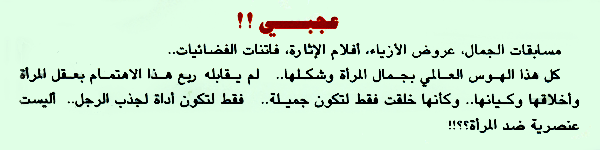 عجبـــي !!
مسابقات الجمال، عروض الأزياء، أفلام الإثارة، فاتنات الفضائيات..
كل هذا الهوس العالمي بجمال المرأة وشكلها.. لم يقابله ربع هذا الاهتمام بعقل المرأة
وأخلاقها وكيانها.. وكأنها خلقت فقط لتكون جميلة.. فقط لتكون أداة لجذب الرجل.. أليست
عنصرية ضد المرأة؟؟!!